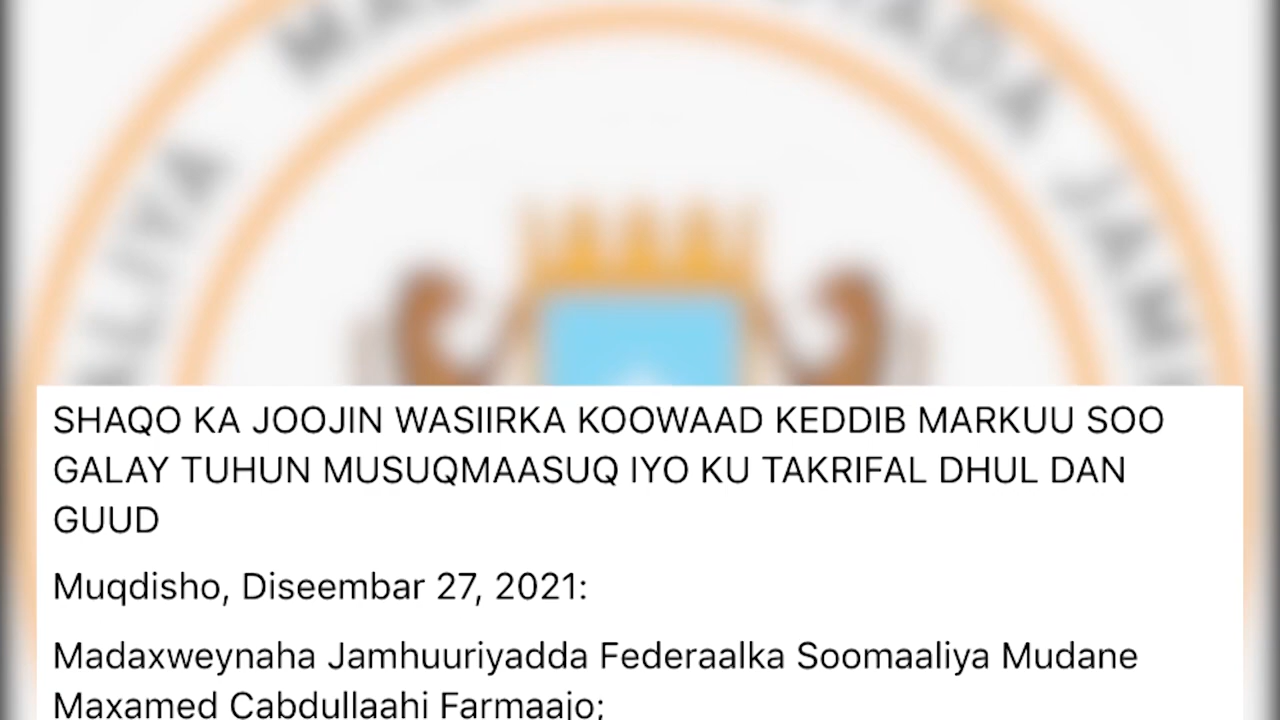 SHAQO KA JOOJIN WASIIRKA KOOWAAD KEDDIB MARKUU SOO
GALAY TUHUN MUSUQMAASUQ IYO KU TAKRIFAL DHUL DAN
GUUD
Muqdisho, Diseembar 27, 2021:
Madaxweynaha Jamhuuriyadda Federaalka Soomaaliya Mudane
Maxamed Cabdullaahi Farmaajo;